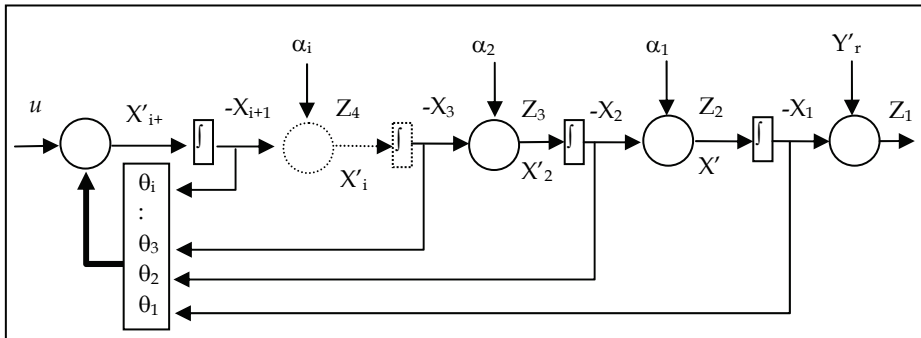 αi α2 α1 Y'r
u X'i+ ∫ -Xi+1 Z4 ∫ -X3 Z3 ∫ -X2 Z2 ∫ -X1 Z1
X'i X'2 X'
θi
:
θ3
θ2
θ1